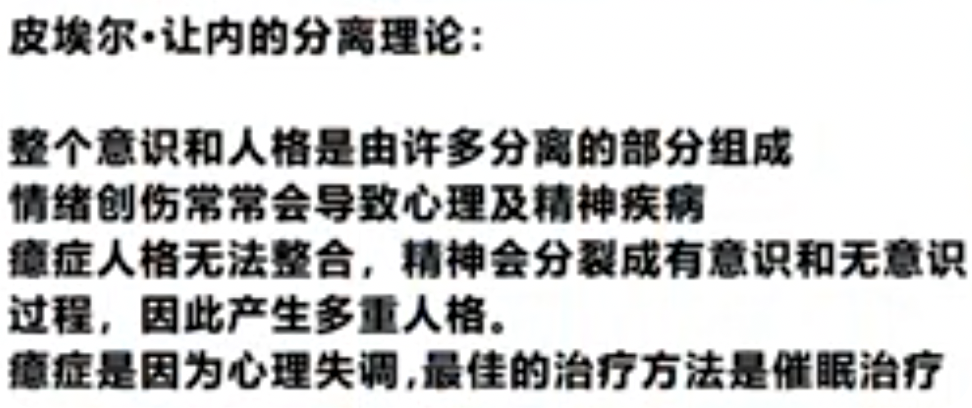 皮埃尔·让内的分离理论：
整个意识和人格是由许多分离的部分组成
情绪创伤常常会导致心理及精神疾病
癔症人格无法整合，精神会分裂成有意识和无意识
过程，因此产生多重人格。
癔症是因为心理失调,最佳的治疗方法是催眠治疗